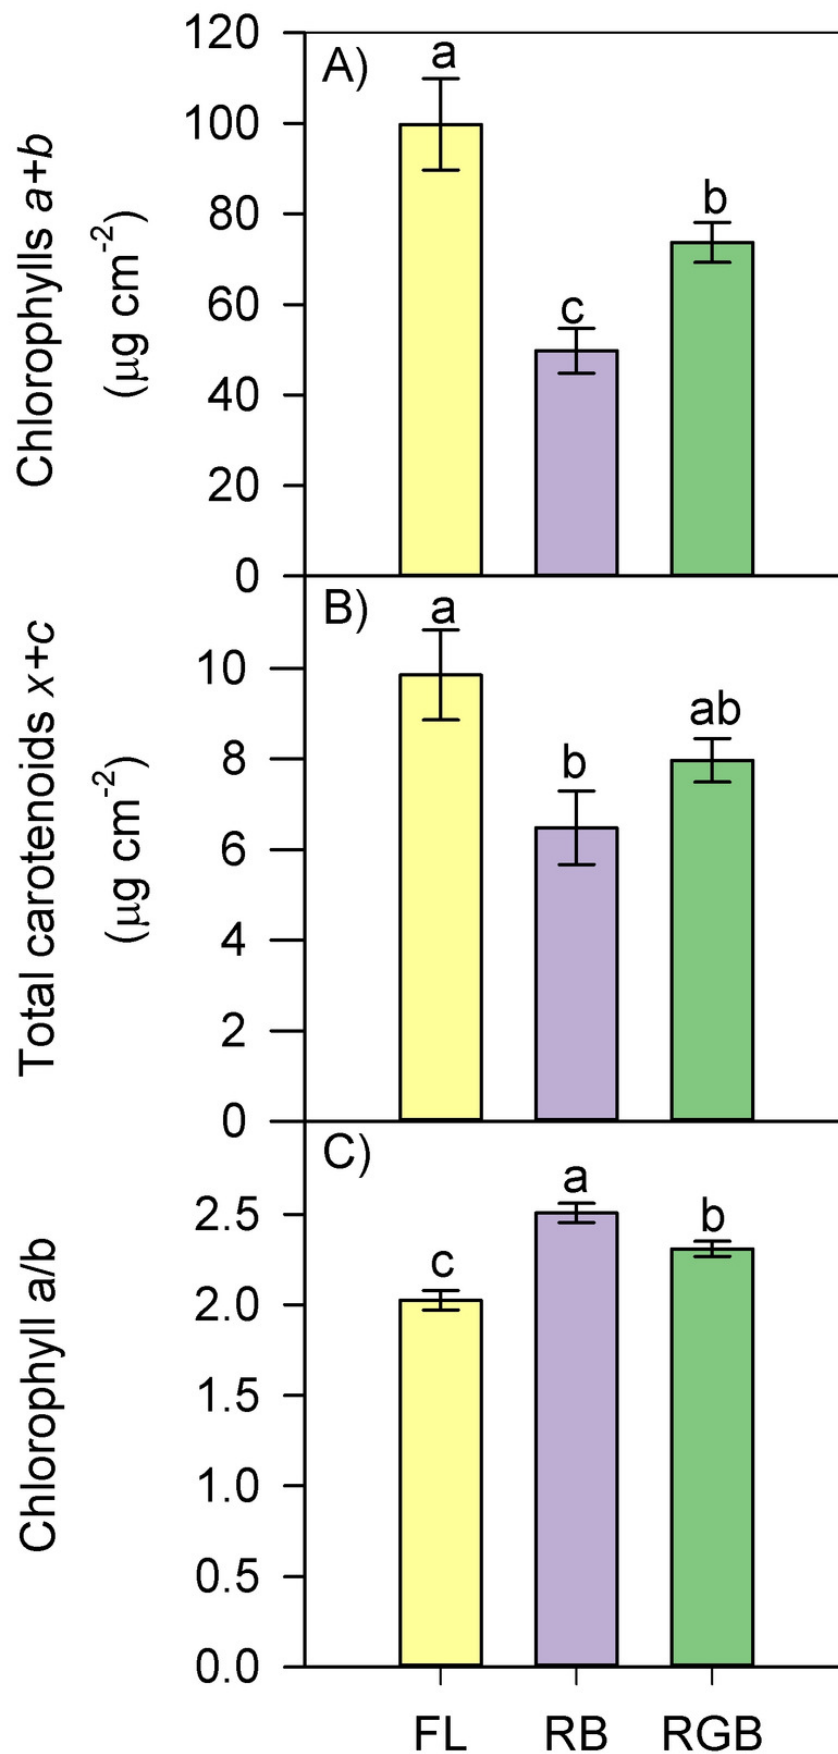 A)
Chlorophylls a+b
(μg cm-2)
120
100
80
60
40
20
0
a
c
b
B)
Total carotenoids x+c
(μg cm-2)
10
8
6
4
2
0
a
b
ab
C)
Chlorophyll a/b
2.5
2.0
1.5
1.0
0.5
0.0
c
a
b
FL RB RGB